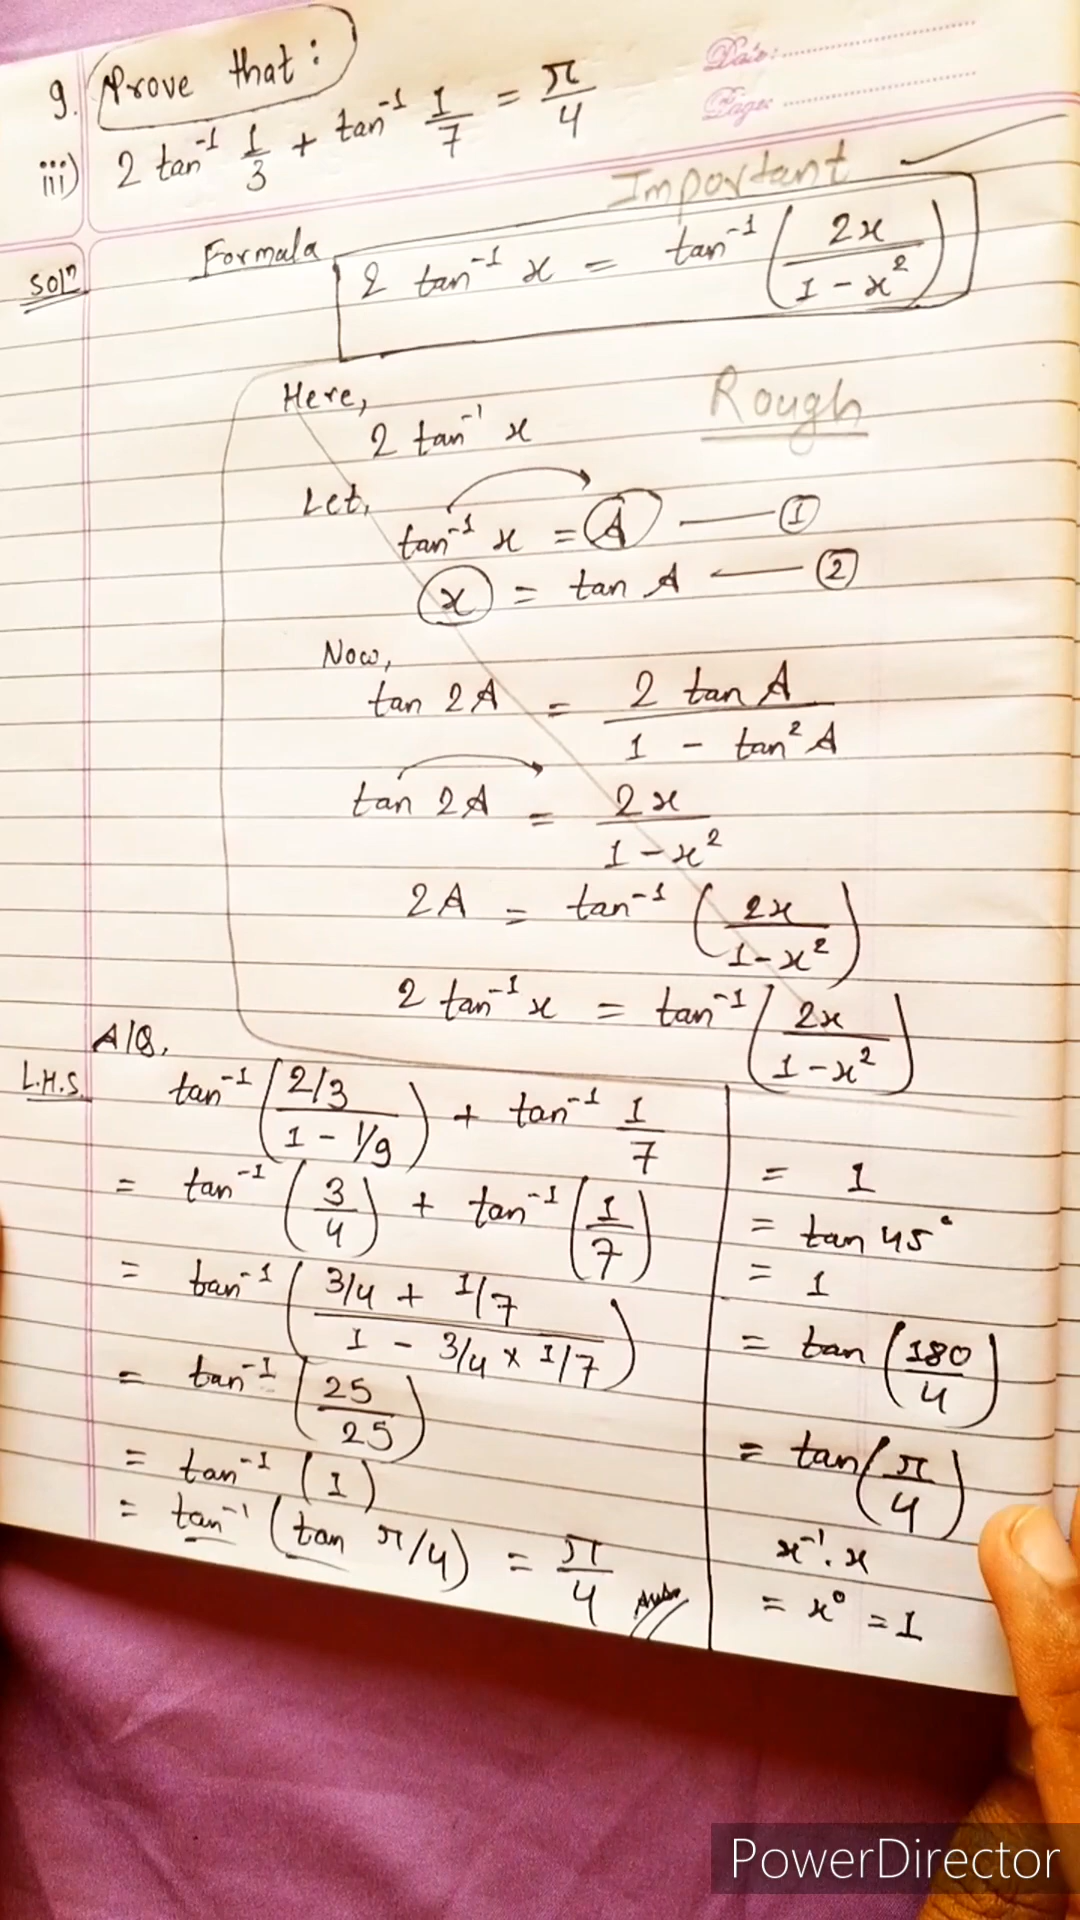 9. Prove that :
Date:
Page:
iii) 2 tan⁻¹ 1/3 + tan⁻¹ 1/7 = π/4
Important
Solⁿ
Formula
2 tan⁻¹ x = tan⁻¹ (2x / 1 - x²)
Here,
Rough
2 tan⁻¹ x
Let,
tan⁻¹ x = A — ①
x = tan A — ②
Now,
tan 2A = 2 tan A / 1 - tan² A
tan 2A = 2x / 1 - x²
2A = tan⁻¹ (2x / 1 - x²)
2 tan⁻¹ x = tan⁻¹ (2x / 1 - x²)
A/Q,
L.H.S. tan⁻¹ (2/3 / 1 - 1/9) + tan⁻¹ 1/7
= tan⁻¹ (3/4) + tan⁻¹ (1/7)
= tan⁻¹ (3/4 + 1/7 / 1 - 3/4 × 1/7)
= tan⁻¹ (25/25)
= tan⁻¹ (1)
= tan⁻¹ (tan π/4) = π/4 Ans
= 1
= tan 45°
= 1
= tan (180/4)
= tan (π/4)
x⁻¹ . x
= x⁰ = 1
PowerDirector